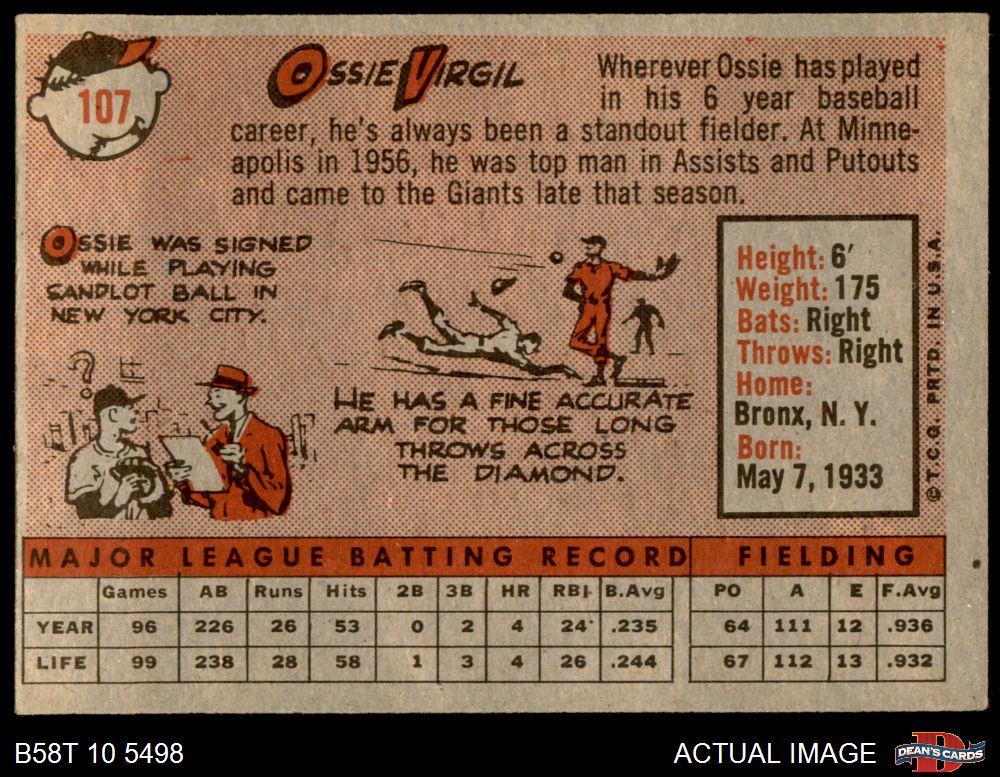 107
OSSIE VIRGIL
Wherever Ossie has played
in his 6 year baseball
career, he's always been a standout fielder. At Minne-
apolis in 1956, he was top man in Assists and Putouts
and came to the Giants late that season.
OSSIE WAS SIGNED
WHILE PLAYING
SANDLOT BALL IN
NEW YORK CITY.
?
HE HAS A FINE ACCURATE
ARM FOR THOSE LONG
THROWS ACROSS
THE DIAMOND.
Height: 6'
Weight: 175
Bats: Right
Throws: Right
Home:
Bronx, N. Y.
Born:
May 7, 1933
© T.C.G. PRTD. IN U.S.A.
MAJOR LEAGUE BATTING RECORD FIELDING
Games AB Runs Hits 2B 3B HR RBI B.Avg PO A E F.Avg
YEAR 96 226 26 53 0 2 4 24 .235 64 111 12 .936
LIFE 99 238 28 58 1 3 4 26 .244 67 112 13 .932
B58T 10 5498
ACTUAL IMAGE
D
DEAN'S CARDS